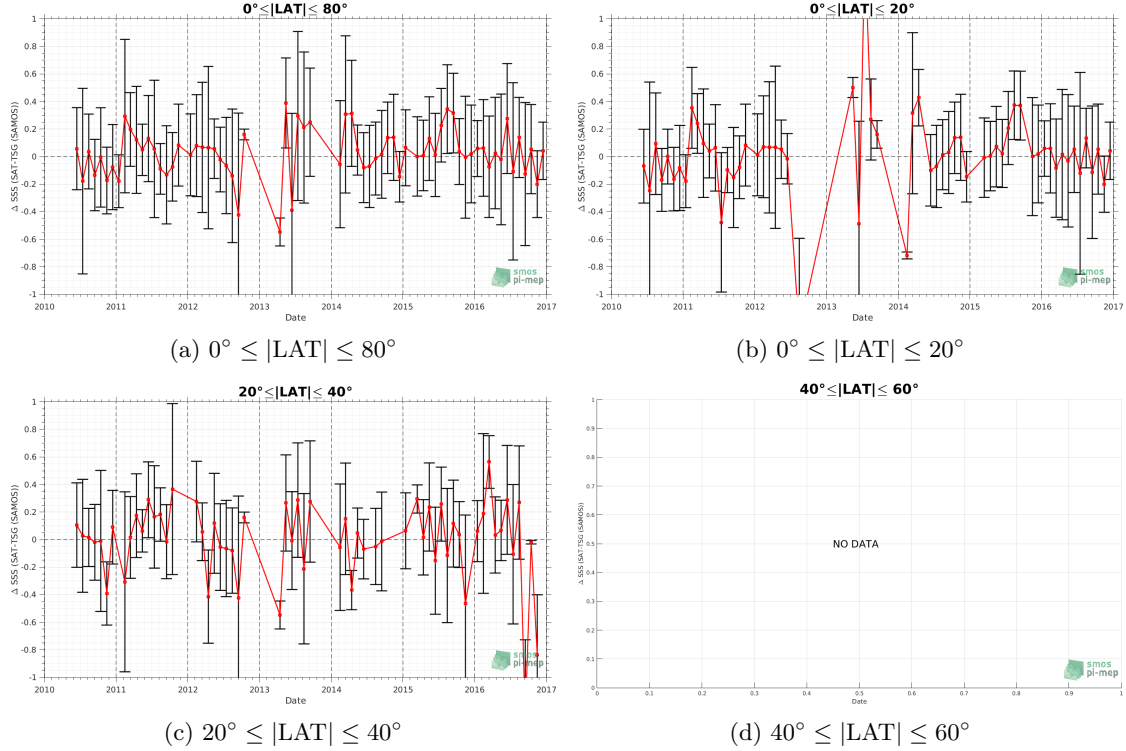 0°≤|LAT|≤ 80°
Δ SSS (SAT-TSG (SAMOS))
1
0.8
0.6
0.4
0.2
0
-0.2
-0.4
-0.6
-0.8
-1
2010 2011 2012 2013 2014 2015 2016 2017
Date
smos
pi-mep
(a) 0° ≤ |LAT| ≤ 80°
0°≤|LAT|≤ 20°
Δ SSS (SAT-TSG (SAMOS))
1
0.8
0.6
0.4
0.2
0
-0.2
-0.4
-0.6
-0.8
-1
2010 2011 2012 2013 2014 2015 2016 2017
Date
smos
pi-mep
(b) 0° ≤ |LAT| ≤ 20°
20°≤|LAT|≤ 40°
Δ SSS (SAT-TSG (SAMOS))
1
0.8
0.6
0.4
0.2
0
-0.2
-0.4
-0.6
-0.8
-1
2010 2011 2012 2013 2014 2015 2016 2017
Date
smos
pi-mep
(c) 20° ≤ |LAT| ≤ 40°
40°≤|LAT|≤ 60°
Δ SSS (SAT-TSG (SAMOS))
1
0.9
0.8
0.7
0.6
0.5
0.4
0.3
0.2
0.1
0
NO DATA
0 0.1 0.2 0.3 0.4 0.5 0.6 0.7 0.8 0.9 1
Date
smos
pi-mep
(d) 40° ≤ |LAT| ≤ 60°